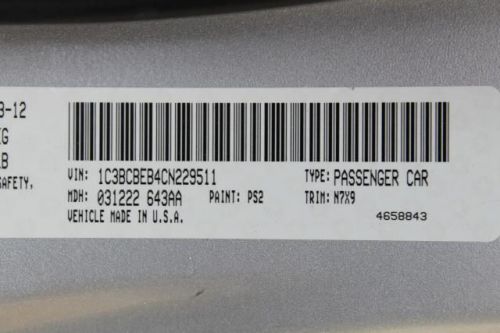 3-12
G
B
SAFETY,
VIN: 1C3BCBEB4CN229511 TYPE: PASSENGER CAR
MDH: 031222 643AA PAINT: PS2 TRIM: N7X9
VEHICLE MADE IN U.S.A. 4658843